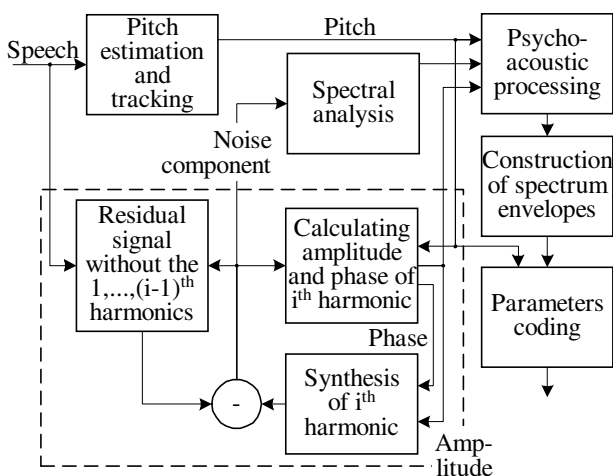 Speech
Pitch
estimation
and
tracking
Pitch
Spectral
analysis
Psycho-
acoustic
processing
Noise
component
Construction
of spectrum
envelopes
Residual
signal
without the
1,...,(i-1)th
harmonics
Calculating
amplitude
and phase of
ith harmonic
Parameters
coding
Phase
-
Synthesis
of ith
harmonic
Amp-
litude